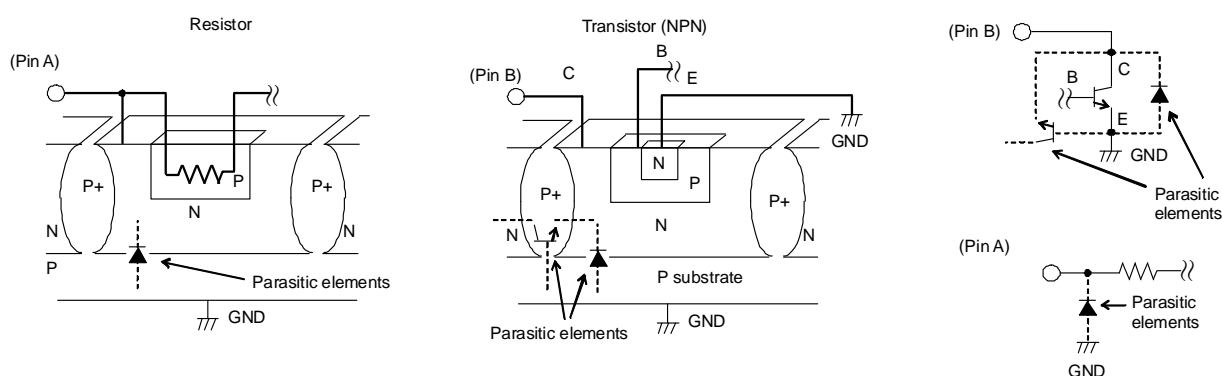 Resistor
(Pin A)
P+
P
P+
N
N
N
P
Parasitic elements
GND
Transistor (NPN)
(Pin B)
C
B
E
GND
P+
N
P
P+
N
N
N
P substrate
Parasitic elements
GND
(Pin B)
C
B
E
GND
Parasitic
elements
(Pin A)
Parasitic
elements
GND